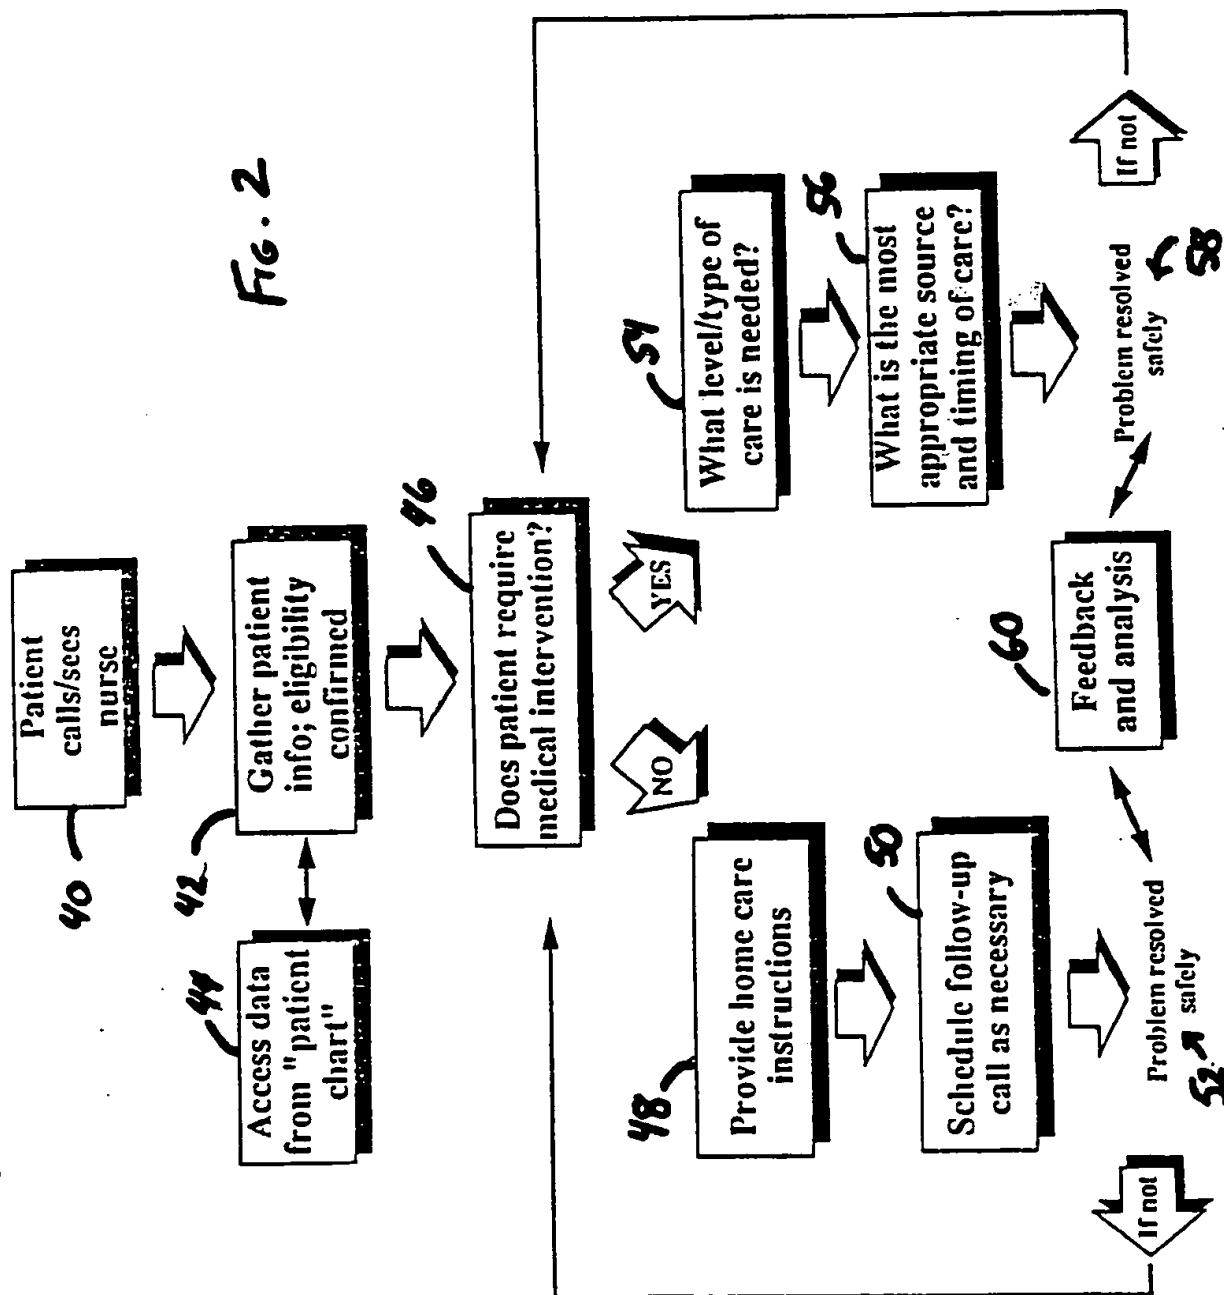 FIG. 2
40
Patient
calls/sees
nurse
42
Gather patient
info; eligibility
confirmed
44
Access data
from "patient
chart"
46
Does patient require
medical intervention?
NO
YES
48
Provide home care
instructions
50
Schedule follow-up
call as necessary
52
Problem resolved
safely
If not
54
What level/type of
care is needed?
56
What is the most
appropriate source
and timing of care?
58
Problem resolved
safely
If not
60
Feedback
and analysis